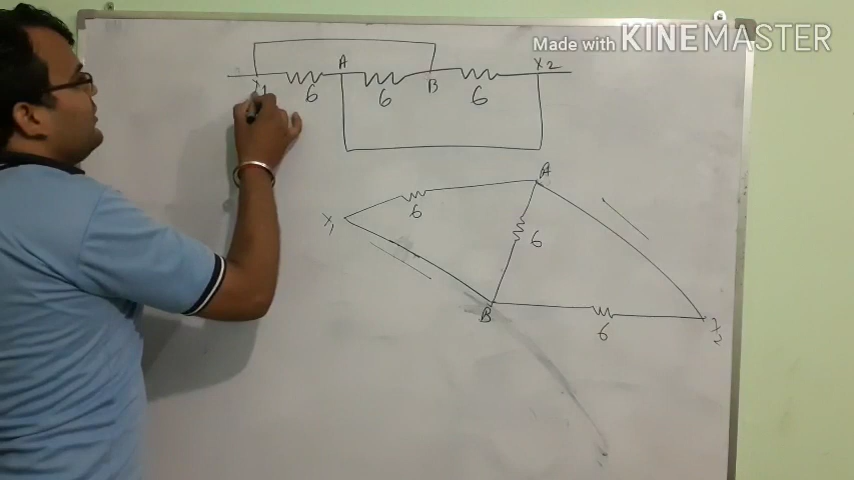 Made with KINEMASTER
A X2
X1 6 6 B 6
A
6
X1
6
B
6
X2